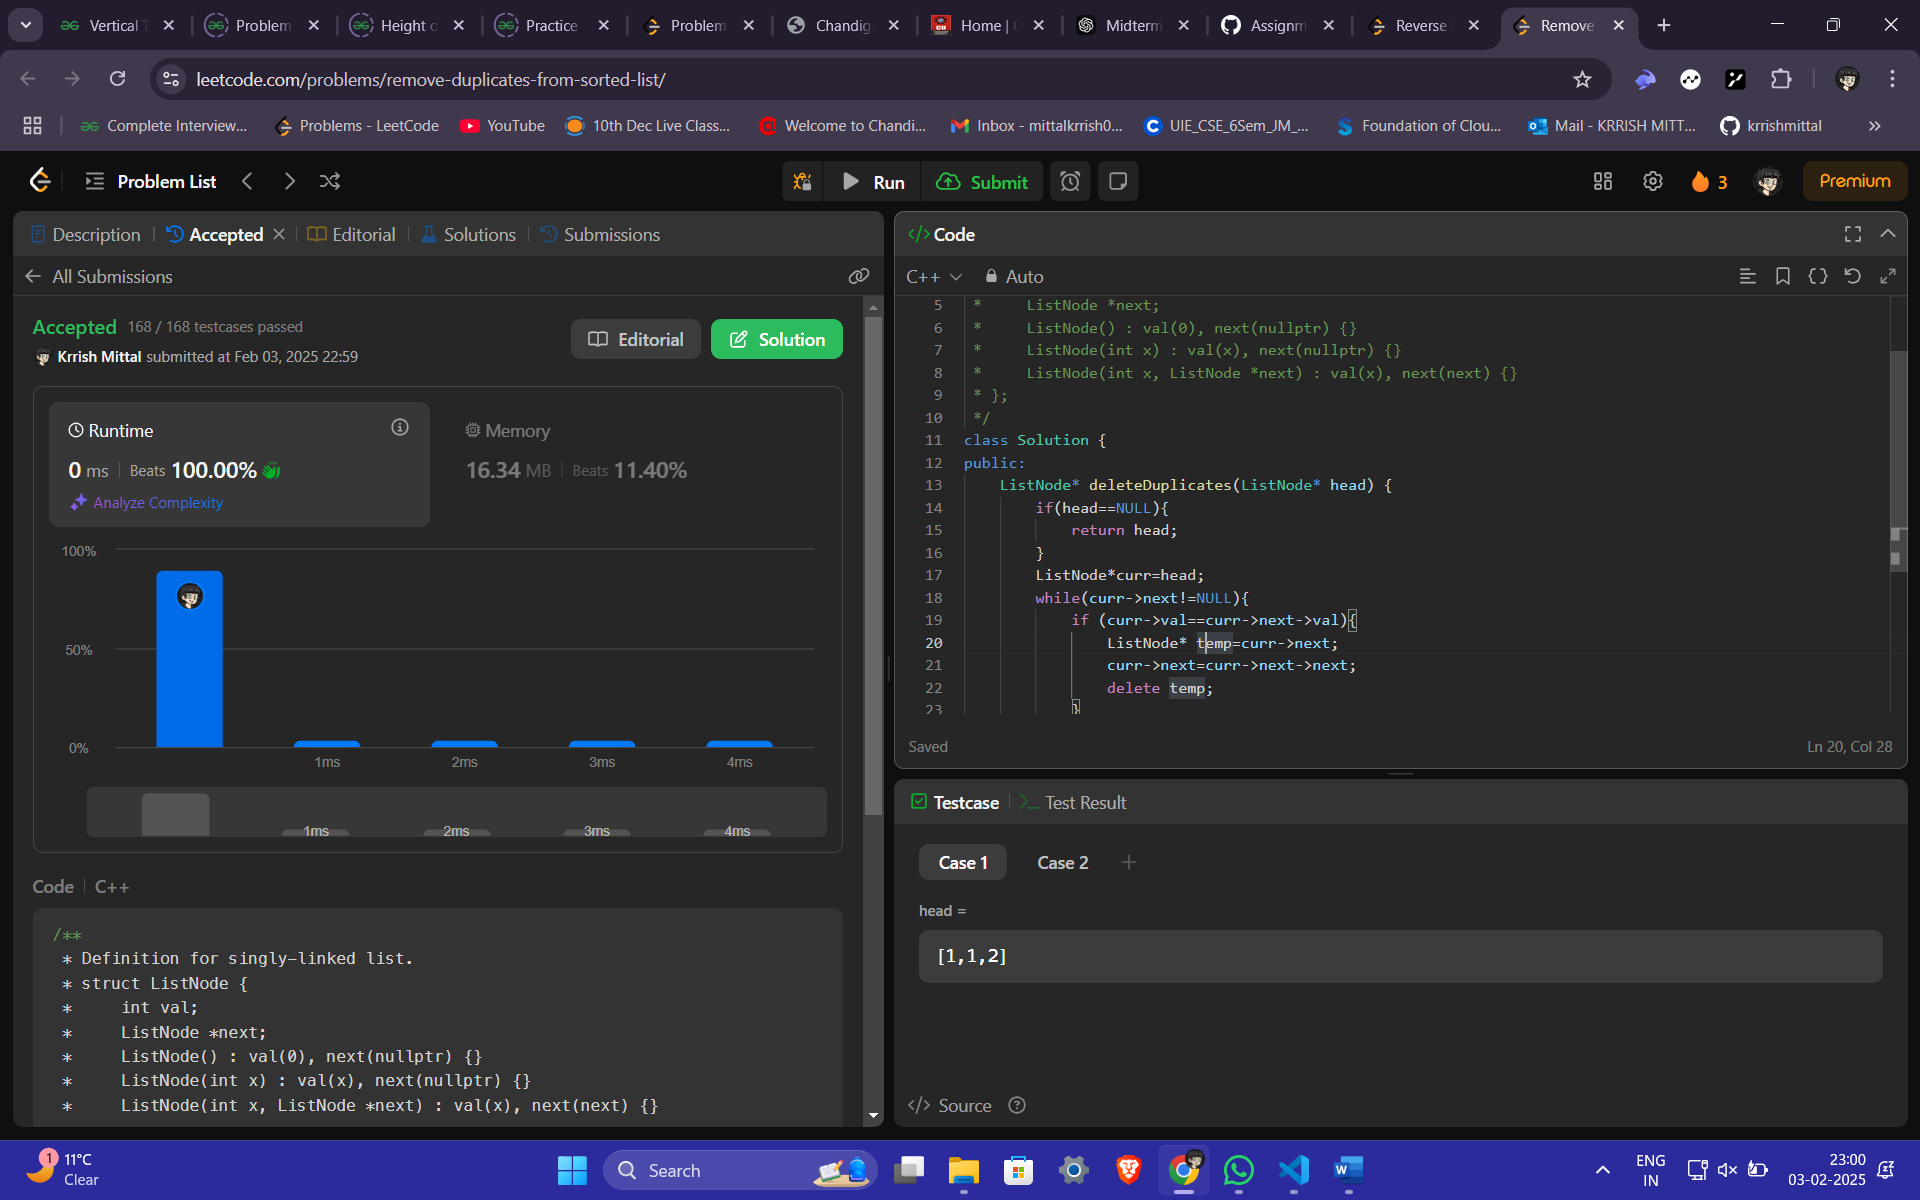 Vertical T
Problem
Height o
Practice
Problem
Chandig
Home | C
Midterm
Assignm
Reverse
Remove
leetcode.com/problems/remove-duplicates-from-sorted-list/
Complete Interview...
Problems - LeetCode
YouTube
10th Dec Live Class...
Welcome to Chandi...
Inbox - mittalkrrish0...
UIE_CSE_6Sem_JM_...
Foundation of Clou...
Mail - KRRISH MITT...
krrishmittal
Problem List
Run
Submit
3
Premium
Description
Accepted
Editorial
Solutions
Submissions
All Submissions
Accepted 168 / 168 testcases passed
Krrish Mittal submitted at Feb 03, 2025 22:59
Editorial
Solution
Runtime
0 ms | Beats 100.00%
Analyze Complexity
Memory
16.34 MB | Beats 11.40%
100%
50%
0%
1ms 2ms 3ms 4ms
1ms 2ms 3ms 4ms
Code | C++
/**
* Definition for singly-linked list.
* struct ListNode {
*     int val;
*     ListNode *next;
*     ListNode() : val(0), next(nullptr) {}
*     ListNode(int x) : val(x), next(nullptr) {}
*     ListNode(int x, ListNode *next) : val(x), next(next) {}
</> Code
C++
Auto
5 *     ListNode *next;
6 *     ListNode() : val(0), next(nullptr) {}
7 *     ListNode(int x) : val(x), next(nullptr) {}
8 *     ListNode(int x, ListNode *next) : val(x), next(next) {}
9 * };
10 */
11 class Solution {
12 public:
13     ListNode* deleteDuplicates(ListNode* head) {
14         if(head==NULL){
15             return head;
16         }
17         ListNode*curr=head;
18         while(curr->next!=NULL){
19             if (curr->val==curr->next->val){
20                 ListNode* temp=curr->next;
21                 curr->next=curr->next->next;
22                 delete temp;
23             }
Saved
Ln 20, Col 28
Testcase
Test Result
Case 1
Case 2
head =
[1,1,2]
</> Source
1
11°C
Clear
Search
ENG
IN
23:00
03-02-2025